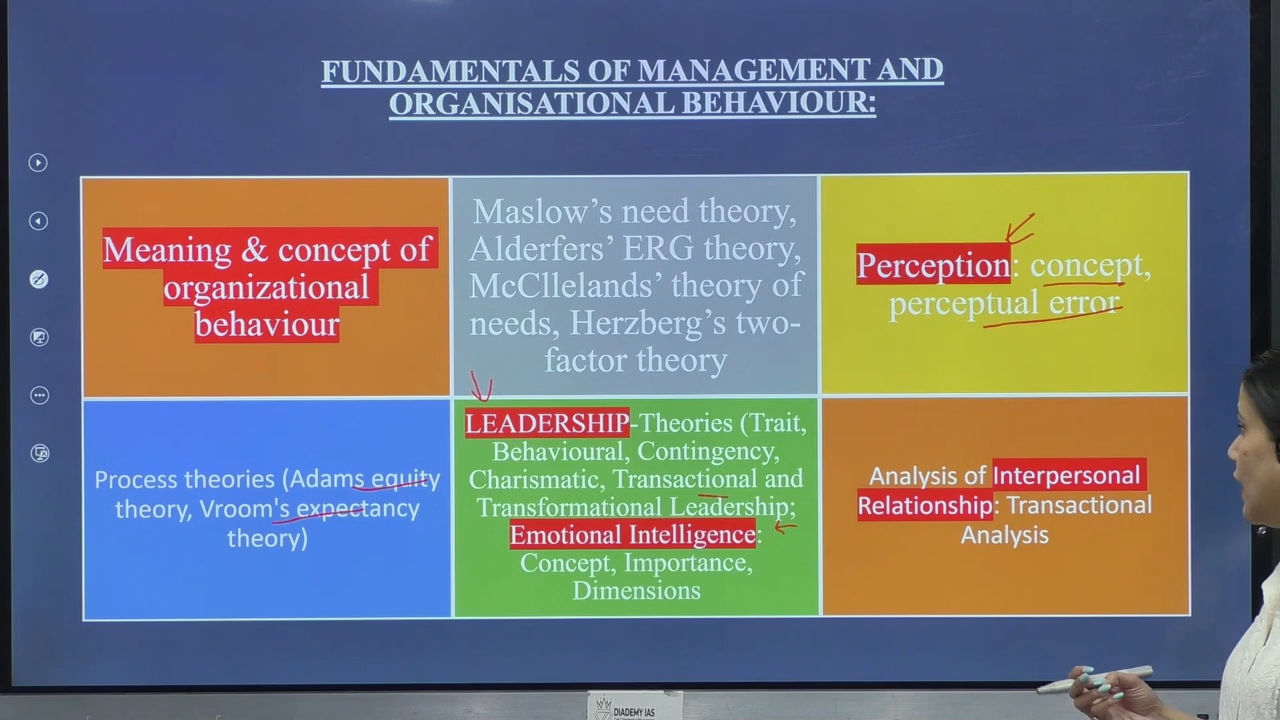 FUNDAMENTALS OF MANAGEMENT AND
ORGANISATIONAL BEHAVIOUR:
Meaning & concept of
organizational
behaviour
Maslow’s need theory,
Alderfers’ ERG theory,
McCllelands’ theory of
needs, Herzberg’s two-
factor theory
Perception: concept,
perceptual error
Process theories (Adams equity
theory, Vroom's expectancy
theory)
LEADERSHIP-Theories (Trait,
Behavioural, Contingency,
Charismatic, Transactional and
Transformational Leadership;
Emotional Intelligence:
Concept, Importance,
Dimensions
Analysis of Interpersonal
Relationship: Transactional
Analysis
DIADEMY IAS